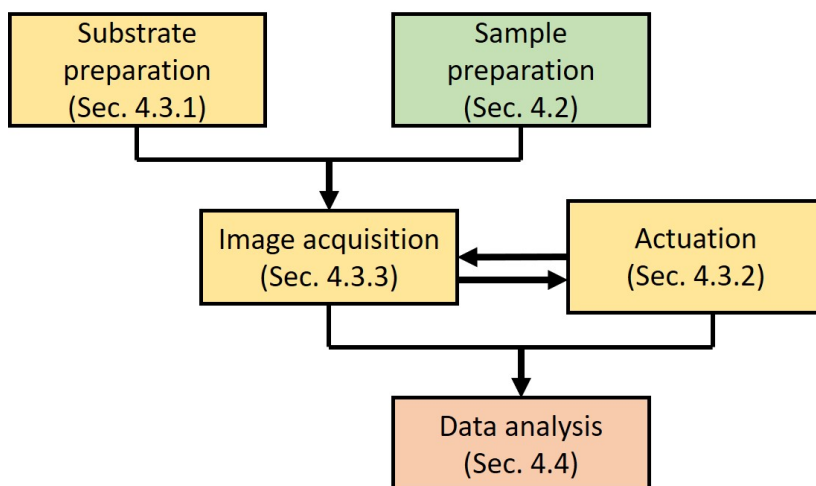 Substrate
preparation
(Sec. 4.3.1)
Sample
preparation
(Sec. 4.2)
Image acquisition
(Sec. 4.3.3)
Actuation
(Sec. 4.3.2)
Data analysis
(Sec. 4.4)